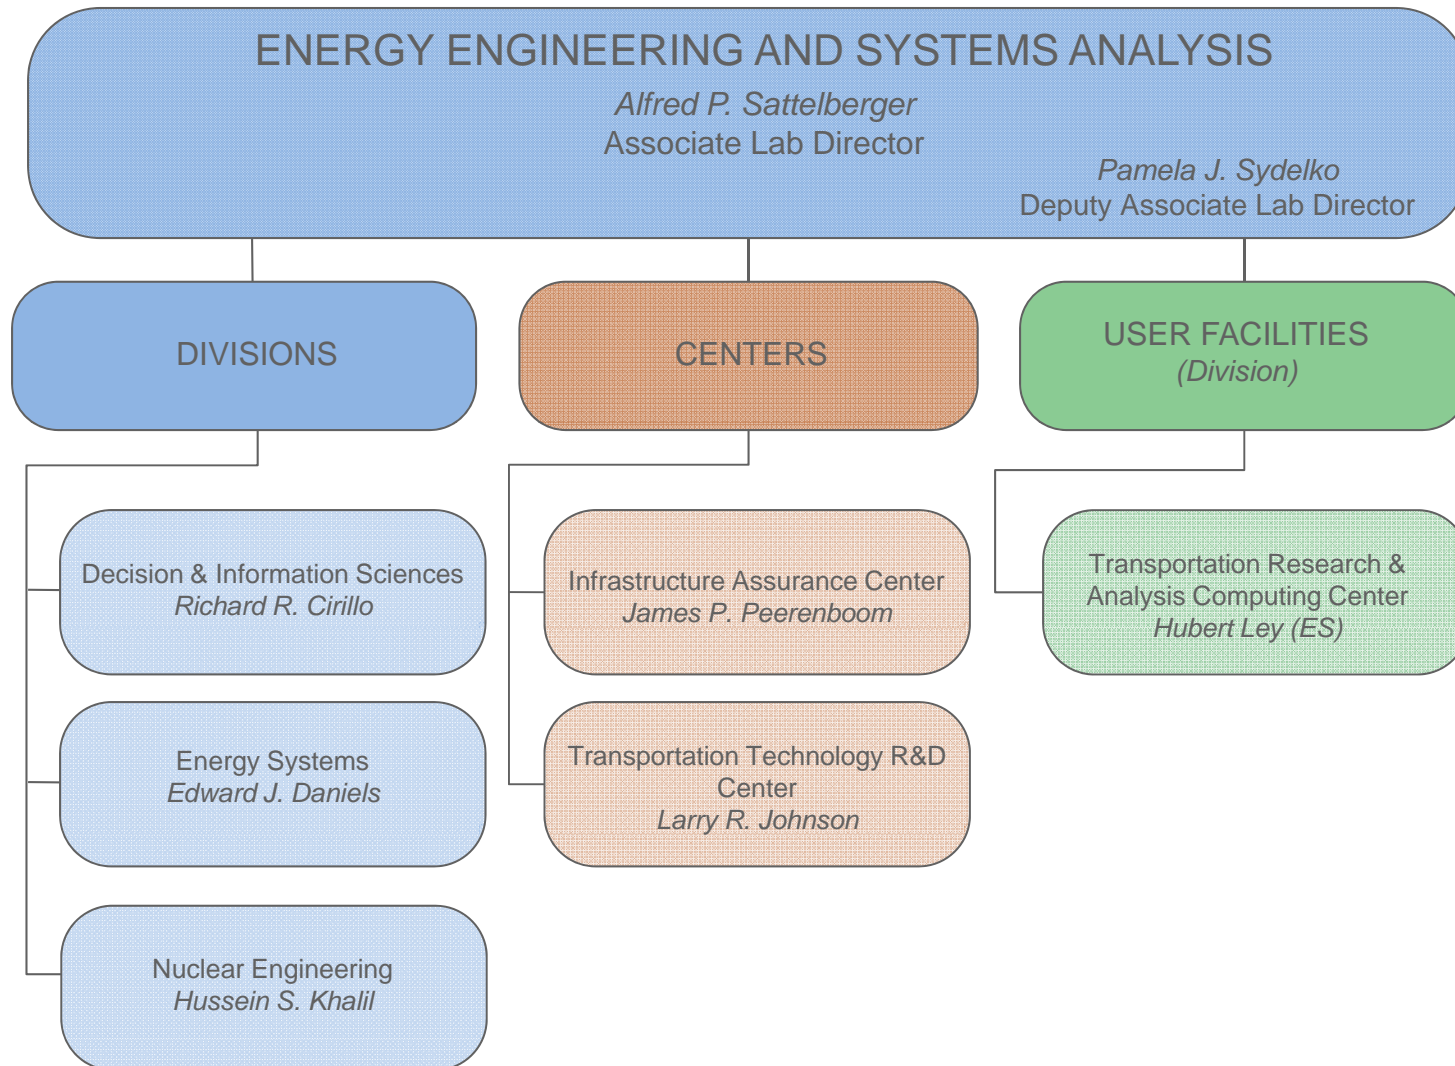 ENERGY ENGINEERING AND SYSTEMS ANALYSIS
Alfred P. Sattelberger
Associate Lab Director
Pamela J. Sydelko
Deputy Associate Lab Director
DIVISIONS
CENTERS
USER FACILITIES
(Division)
Decision & Information Sciences
Richard R. Cirillo
Energy Systems
Edward J. Daniels
Nuclear Engineering
Hussein S. Khalil
Infrastructure Assurance Center
James P. Peerenboom
Transportation Technology R&D
Center
Larry R. Johnson
Transportation Research &
Analysis Computing Center
Hubert Ley (ES)